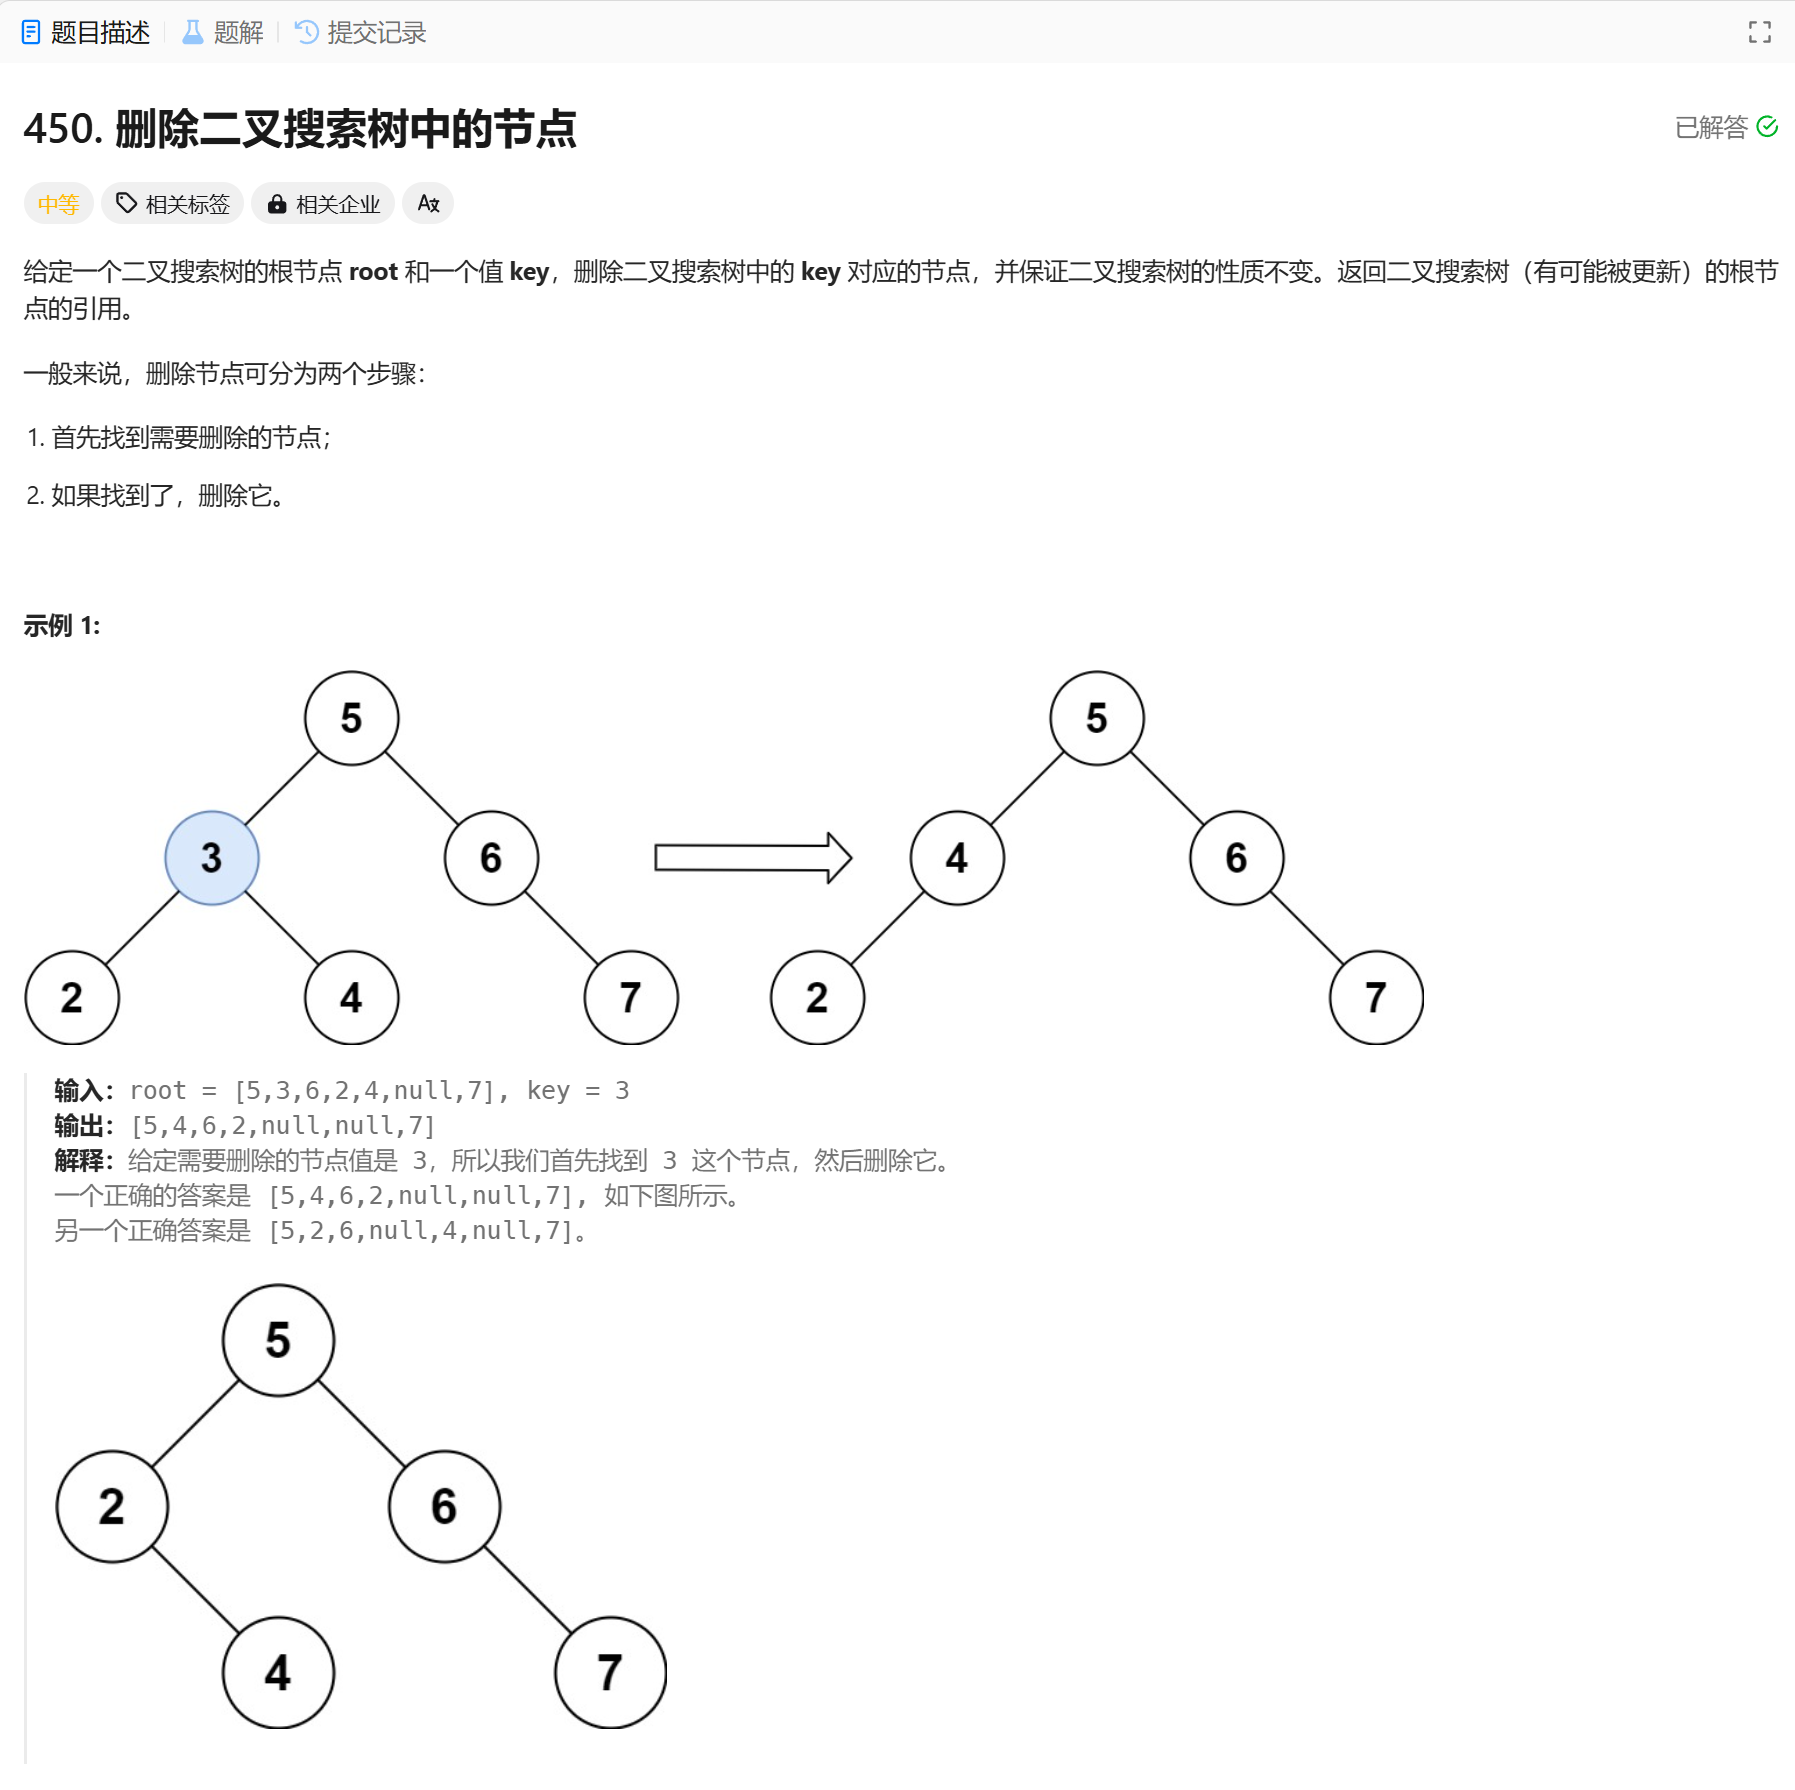 题目描述 题解 提交记录
450. 删除二叉搜索树中的节点
已解答
中等 相关标签 相关企业 A文
给定一个二叉搜索树的根节点 root 和一个值 key，删除二叉搜索树中的 key 对应的节点，并保证二叉搜索树的性质不变。返回二叉搜索树（有可能被更新）的根节
点的引用。
一般来说，删除节点可分为两个步骤：
1. 首先找到需要删除的节点；
2. 如果找到了，删除它。
示例 1:
5 5
3 6 4 6
2 4 7 2 7
输入：root = [5,3,6,2,4,null,7], key = 3
输出：[5,4,6,2,null,null,7]
解释：给定需要删除的节点值是 3，所以我们首先找到 3 这个节点，然后删除它。
一个正确的答案是 [5,4,6,2,null,null,7], 如下图所示。
另一个正确答案是 [5,2,6,null,4,null,7]。
5
2 6
4 7